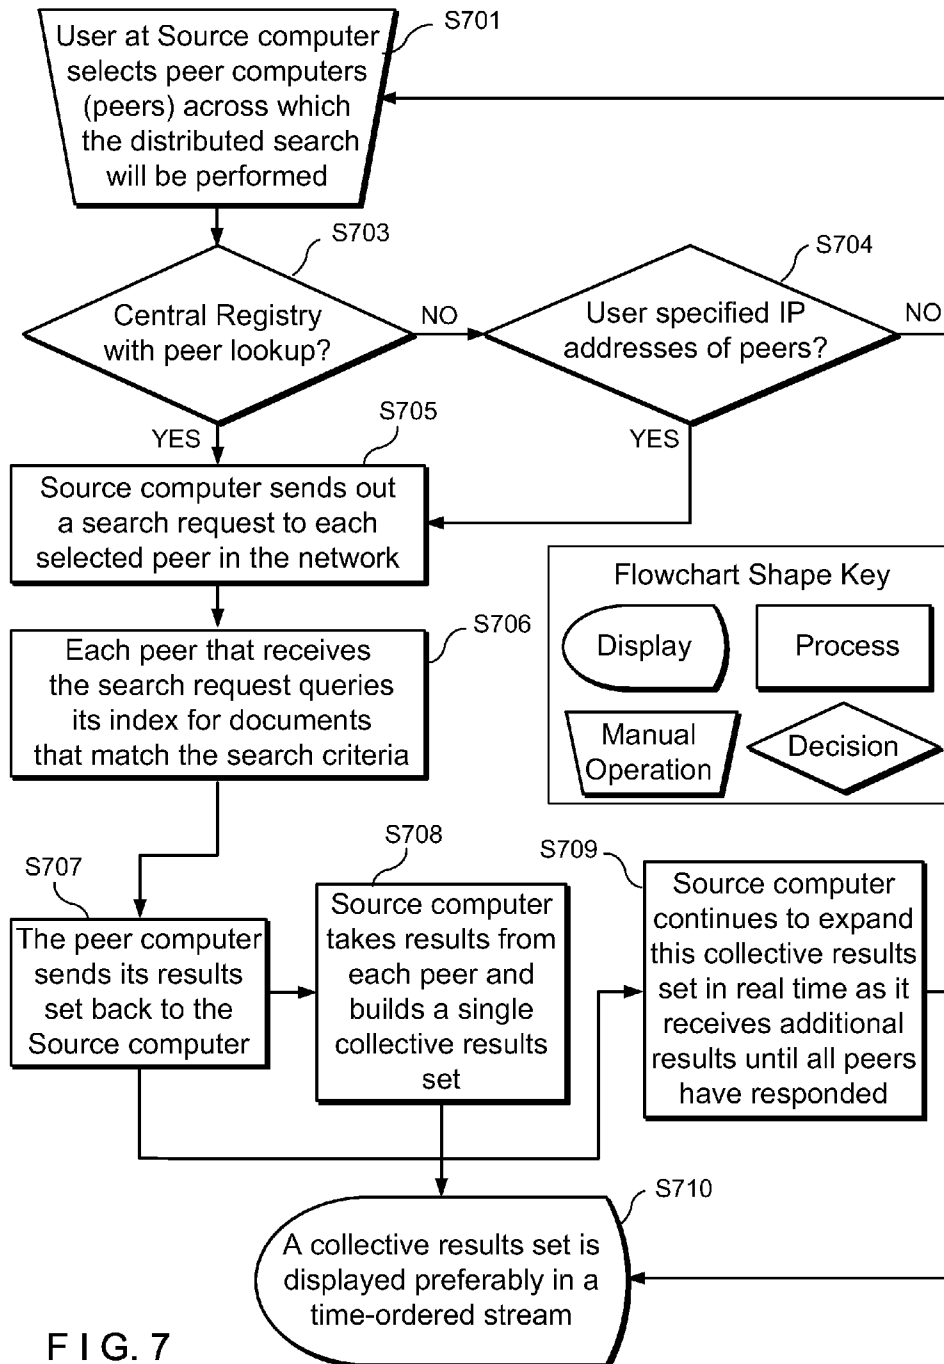 User at Source computer
selects peer computers
(peers) across which
the distributed search
will be performed
S701
S703
Central Registry
with peer lookup?
NO
YES
S704
User specified IP
addresses of peers?
NO
YES
S705
Source computer sends out
a search request to each
selected peer in the network
S706
Each peer that receives
the search request queries
its index for documents
that match the search criteria
Flowchart Shape Key
Display
Process
Manual
Operation
Decision
S707
The peer computer
sends its results
set back to the
Source computer
S708
Source computer
takes results from
each peer and
builds a single
collective results
set
S709
Source computer
continues to expand
this collective results
set in real time as it
receives additional
results until all peers
have responded
S710
A collective results set is
displayed preferably in a
time-ordered stream
F I G. 7